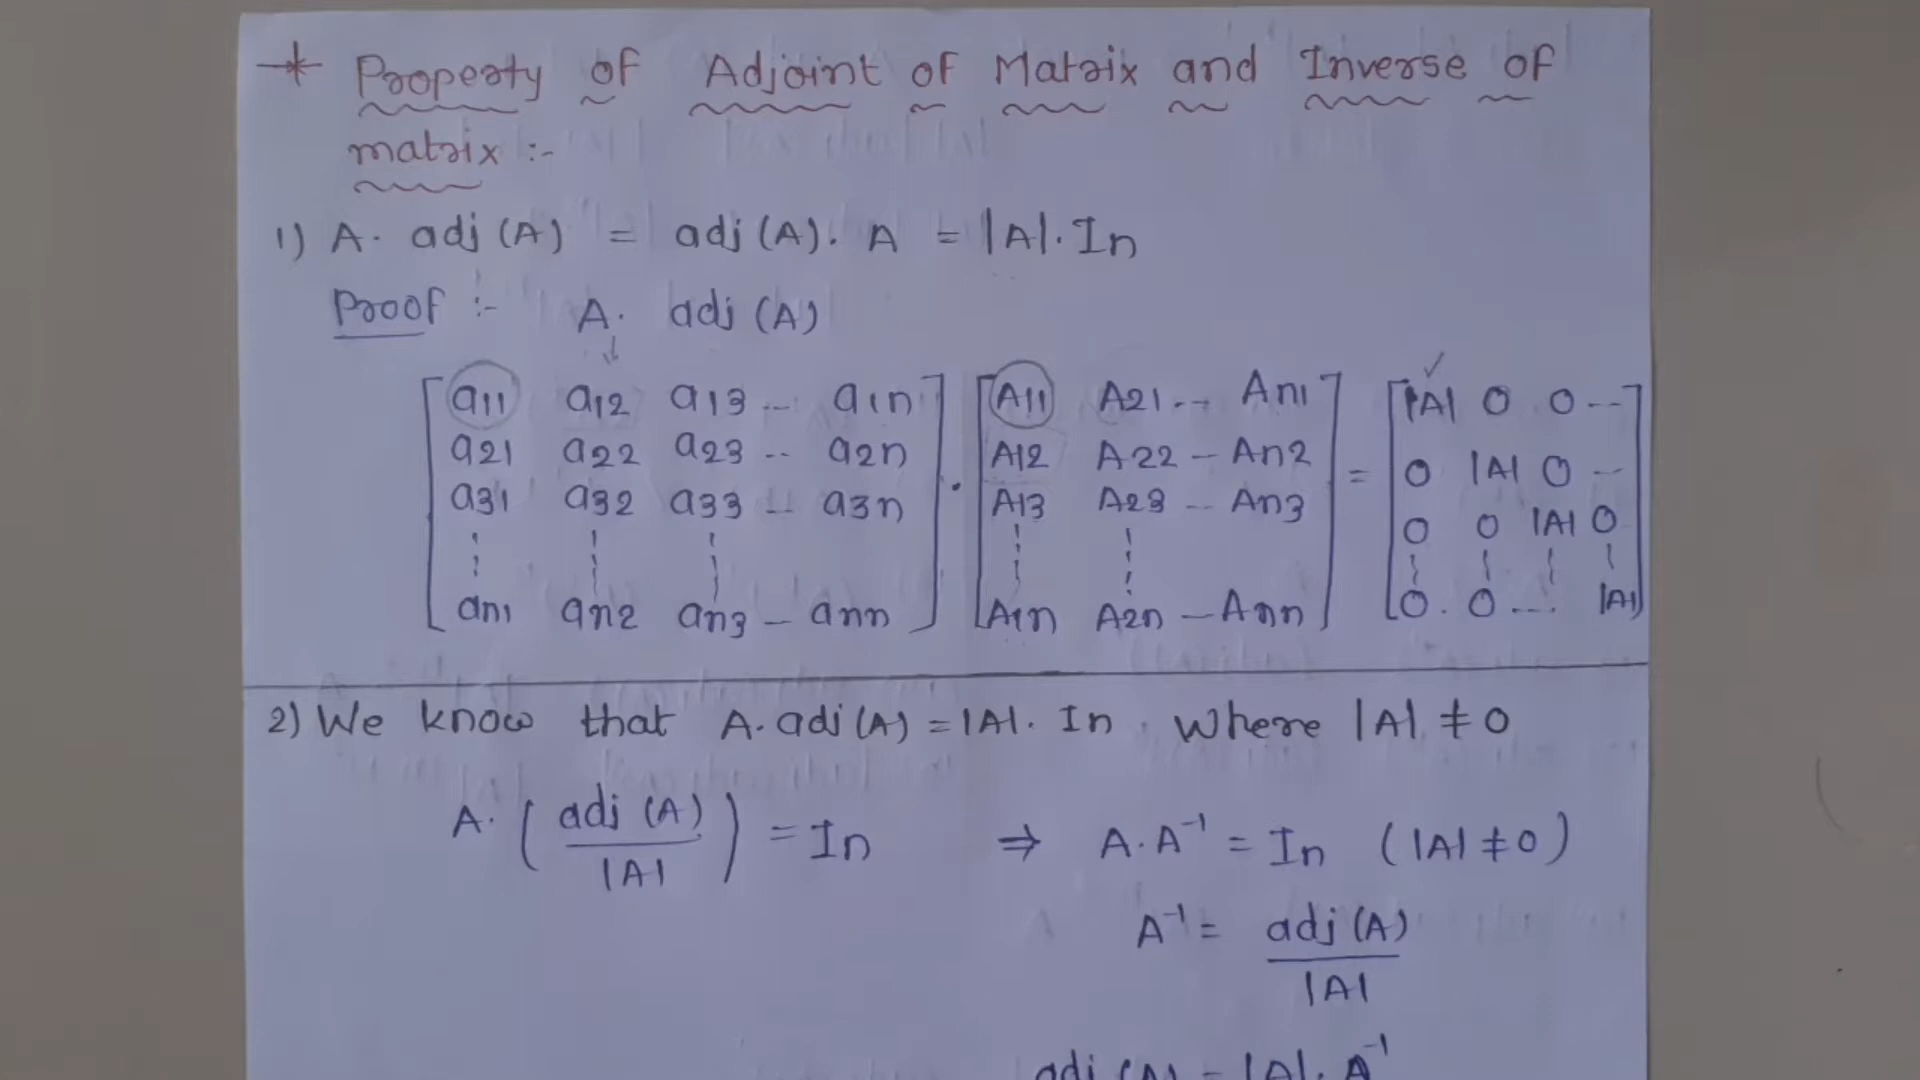 * Property of Adjoint of Matrix and Inverse of
matrix :-
1) A. adj (A) = adj (A). A = |A|. In
Proof :- A. adj (A)
[a11 a12 a13 .. a1n] . [A11 A21 .. An1] = [|A| 0 0 --]
[a21 a22 a23 .. a2n] [A12 A22 - An2] [0 |A| 0 --]
[a31 a32 a33 .. a3n] [A13 A23 -- An3] [0 0 |A| 0]
[an1 an2 an3 - ann] [A1n A2n - Ann] [0. 0 ... |A|]
2) We know that A. adj (A) = |A|. In, where |A| ≠ 0
A. (adj (A) / |A|) = In ⇒ A. A⁻¹ = In (|A| ≠ 0)
A⁻¹ = adj (A) / |A|
adj (A) = |A|. A⁻¹